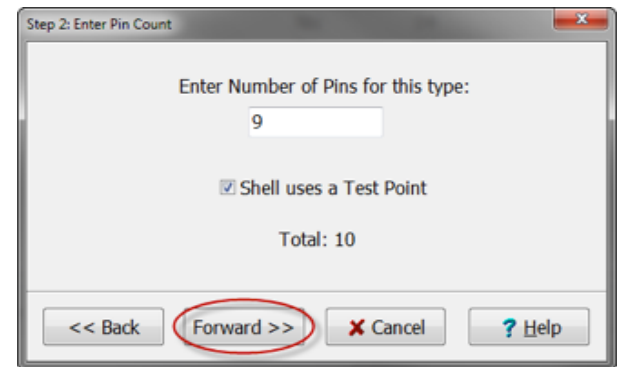 Step 2: Enter Pin Count
Enter Number of Pins for this type:
9
Shell uses a Test Point
Total: 10
<< Back Forward >> Cancel ? Help